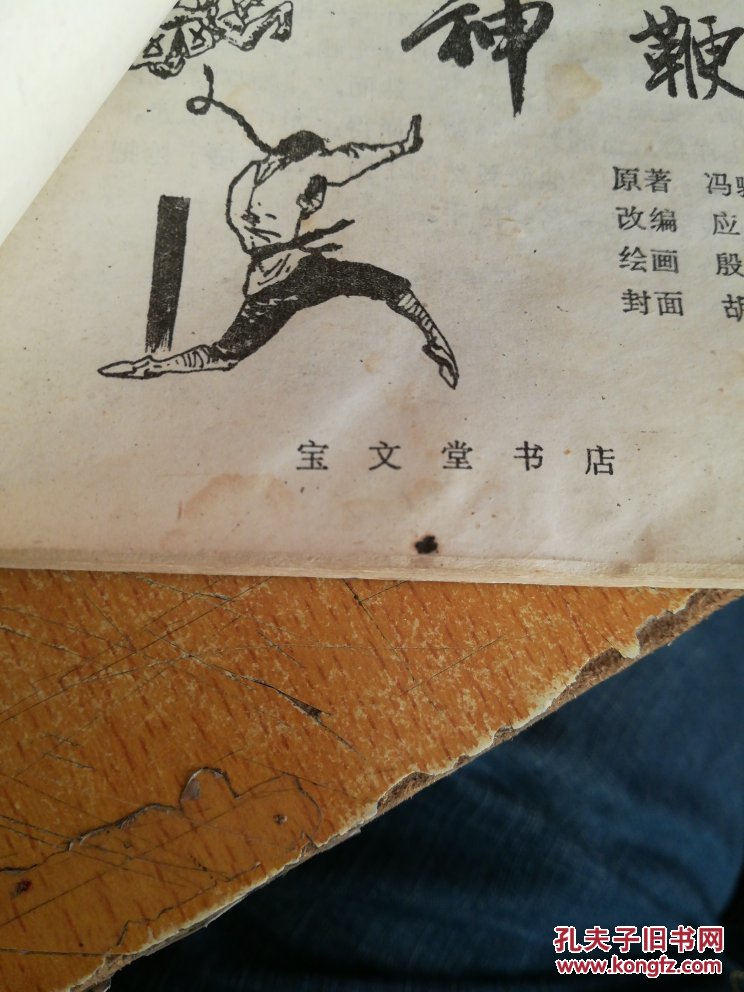 神鞭
原著 冯骥
改编 应
绘画 殷
封面 胡
宝文堂书店
孔夫子旧书网
www.kongfz.com